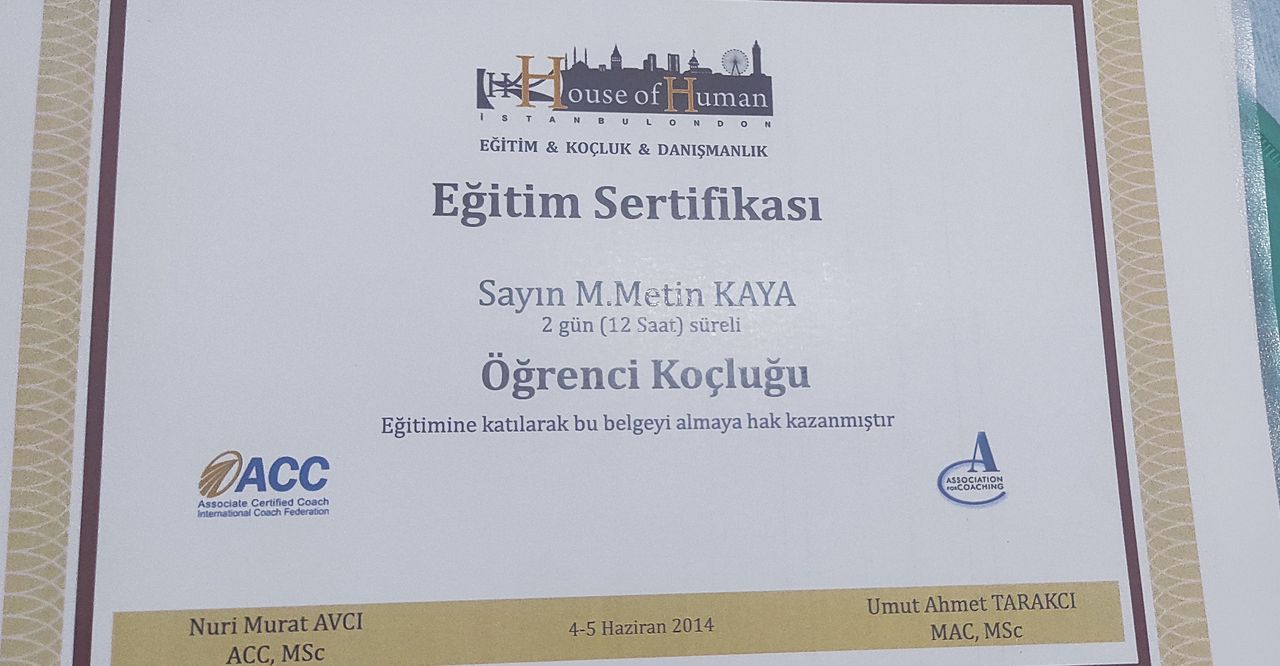 House of Human
İSTANBULONDON
EĞİTİM & KOÇLUK & DANIŞMANLIK
Eğitim Sertifikası
Sayın M.Metin KAYA
2 gün (12 Saat) süreli
Öğrenci Koçluğu
Eğitimine katılarak bu belgeyi almaya hak kazanmıştır
ACC
Associate Certified Coach
International Coach Federation
A
ASSOCIATION
FOR COACHING
Nuri Murat AVCI
ACC, MSc
4-5 Haziran 2014
Umut Ahmet TARAKCI
MAC, MSc